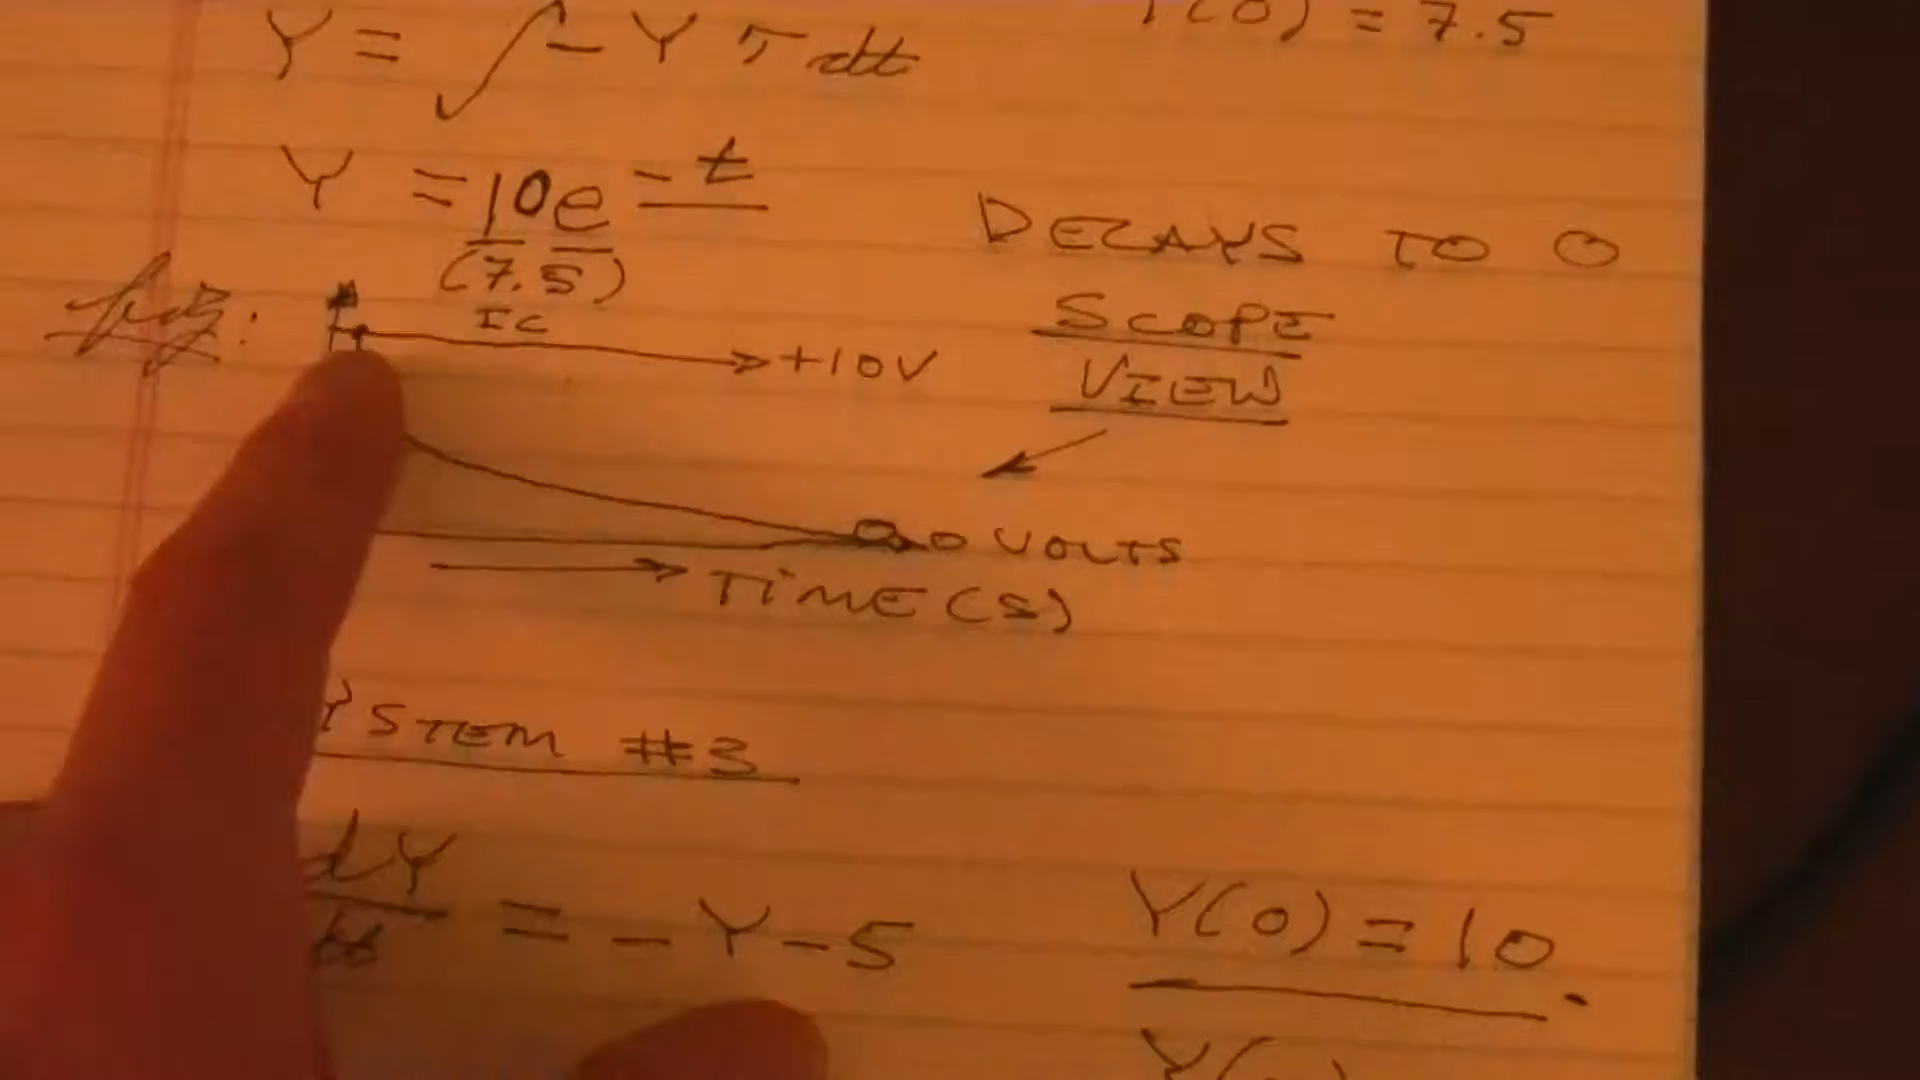 Y = ∫ - Y dt
(0) = 7.5
Y = 10e - t
(7.5)
IC
DECAYS TO 0
+10V
SCOPE
VIEW
0 VOLTS
TIME (S)
YSTEM #3
dY/dt = - Y - 5
Y(0) = 10
Y(